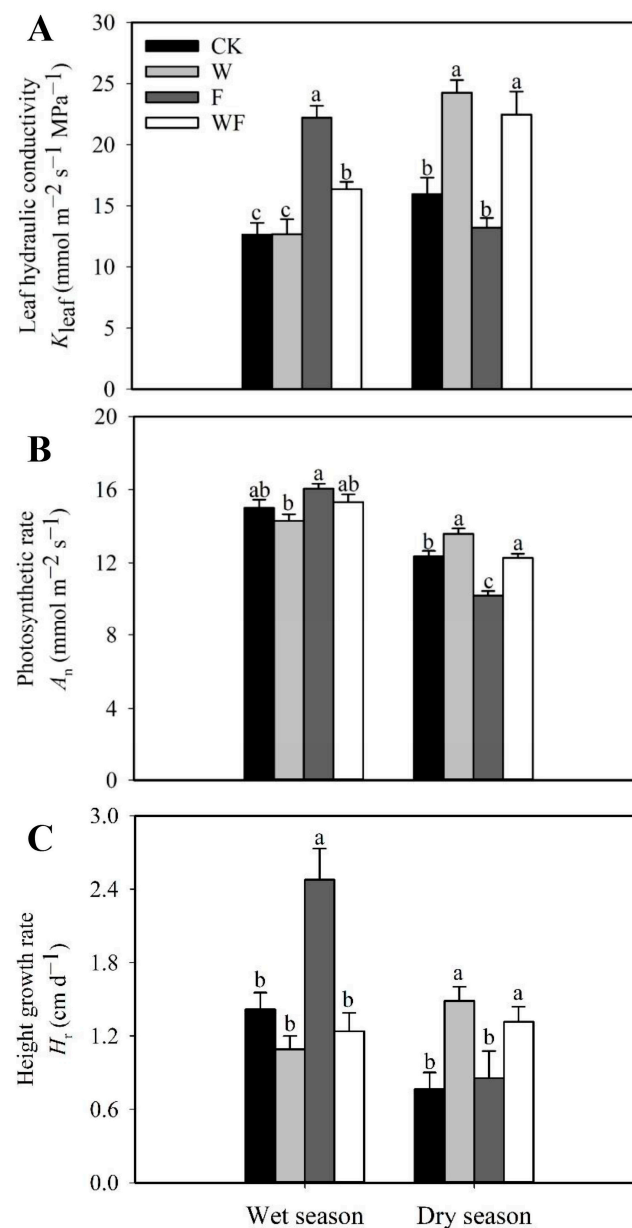 A
Leaf hydraulic conductivity
Kleaf (mmol m−2 s−1 MPa−1)
30
25
20
15
10
5
0
CK
W
F
WF
c
c
a
b
b
a
b
a
B
Photosynthetic rate
An (mmol m−2 s−1)
20
16
12
8
4
0
ab
b
a
ab
b
a
c
a
C
Height growth rate
Hr (cm d−1)
3.0
2.4
1.8
1.2
0.6
0.0
b
b
a
b
b
a
b
a
Wet season
Dry season